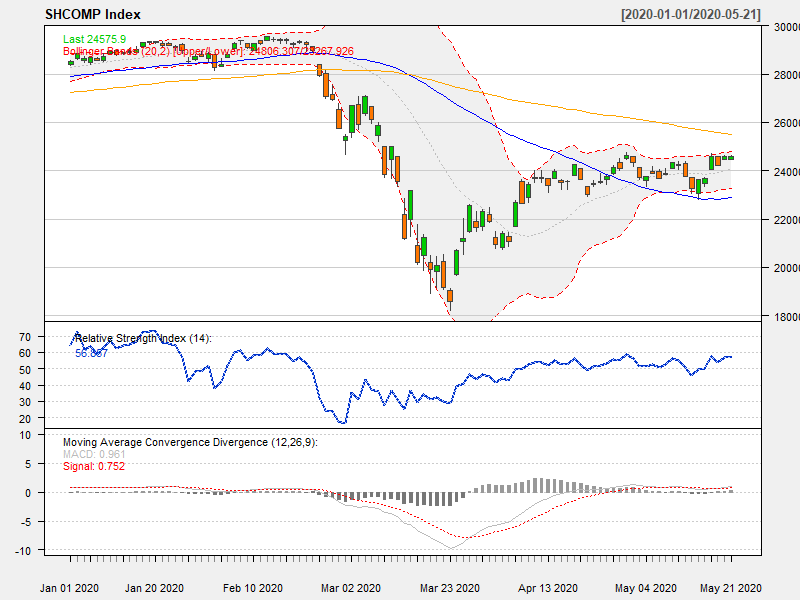 SHCOMP Index [2020-01-01/2020-05-21]
Last 24575.9
Bollinger Bands (20,2) [Upper/Lower]: 24806.307/23267.926
30000
28000
26000
24000
22000
20000
18000
Relative Strength Index (14):
56.867
70
60
50
40
30
20
Moving Average Convergence Divergence (12,26,9):
MACD: 0.961
Signal: 0.752
10
5
0
-5
-10
Jan 01 2020 Jan 20 2020 Feb 10 2020 Mar 02 2020 Mar 23 2020 Apr 13 2020 May 04 2020 May 21 2020